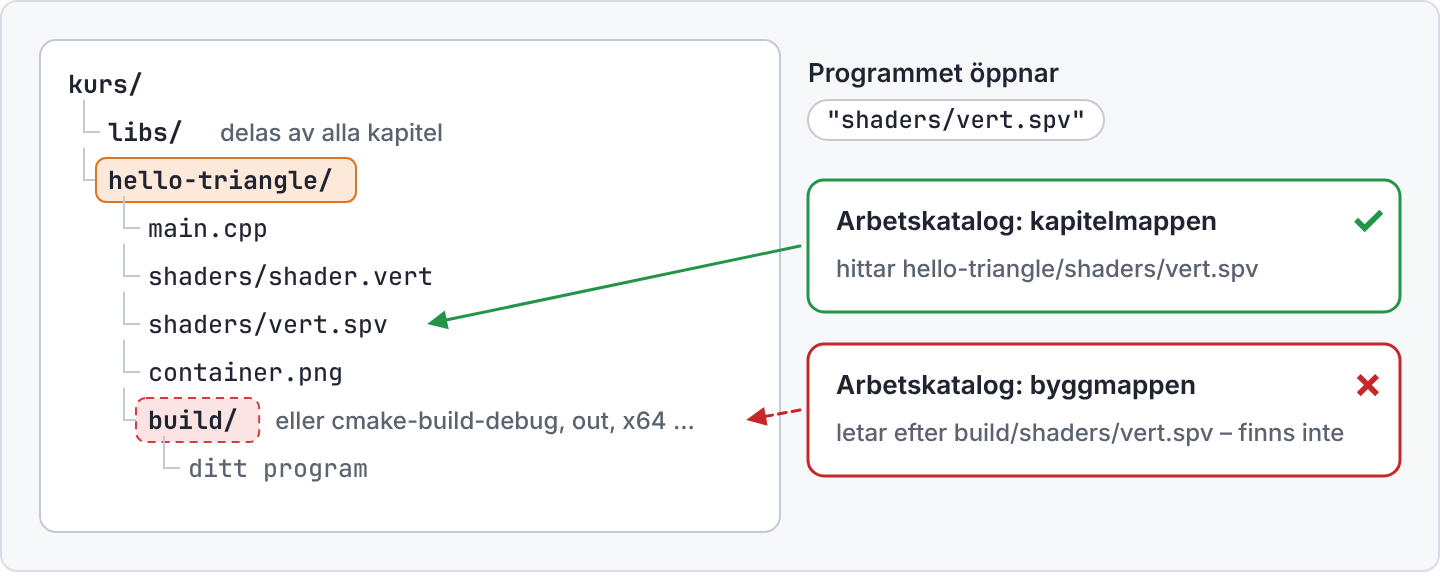 kurs/
libs/ delas av alla kapitel
hello-triangle/
main.cpp
shaders/shader.vert
shaders/vert.spv
container.png
build/ eller cmake-build-debug, out, x64 ...
ditt program
Programmet öppnar
"shaders/vert.spv"
Arbetskatalog: kapitelmappen
hittar hello-triangle/shaders/vert.spv
Arbetskatalog: byggmappen
letar efter build/shaders/vert.spv – finns inte